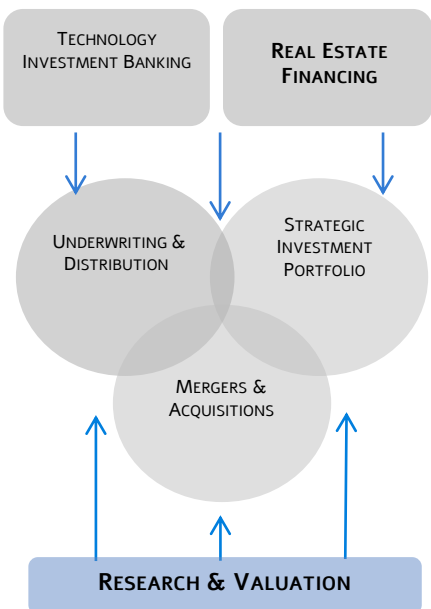 TECHNOLOGY
INVESTMENT BANKING
REAL ESTATE
FINANCING
UNDERWRITING &
DISTRIBUTION
STRATEGIC
INVESTMENT
PORTFOLIO
MERGERS &
ACQUISITIONS
RESEARCH & VALUATION